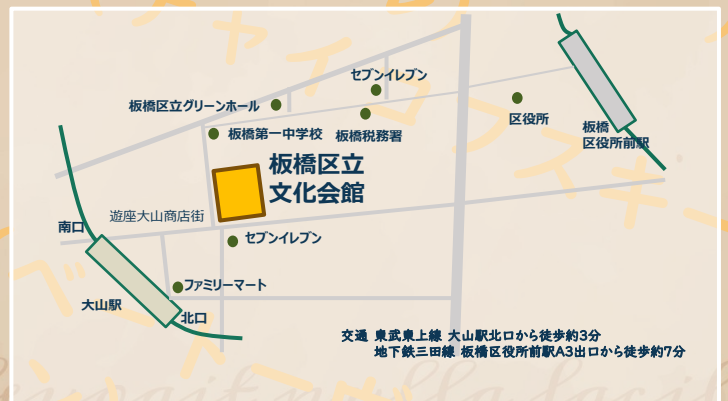 セブンイレブン
板橋区立グリーンホール
区役所
板橋第一中学校
板橋税務署
板橋
区役所前駅
板橋区立
文化会館
遊座大山商店街
南口
セブンイレブン
ファミリーマート
大山駅
北口
交通 東武東上線 大山駅北口から徒歩約3分
地下鉄三田線 板橋区役所前駅A3出口から徒歩約7分